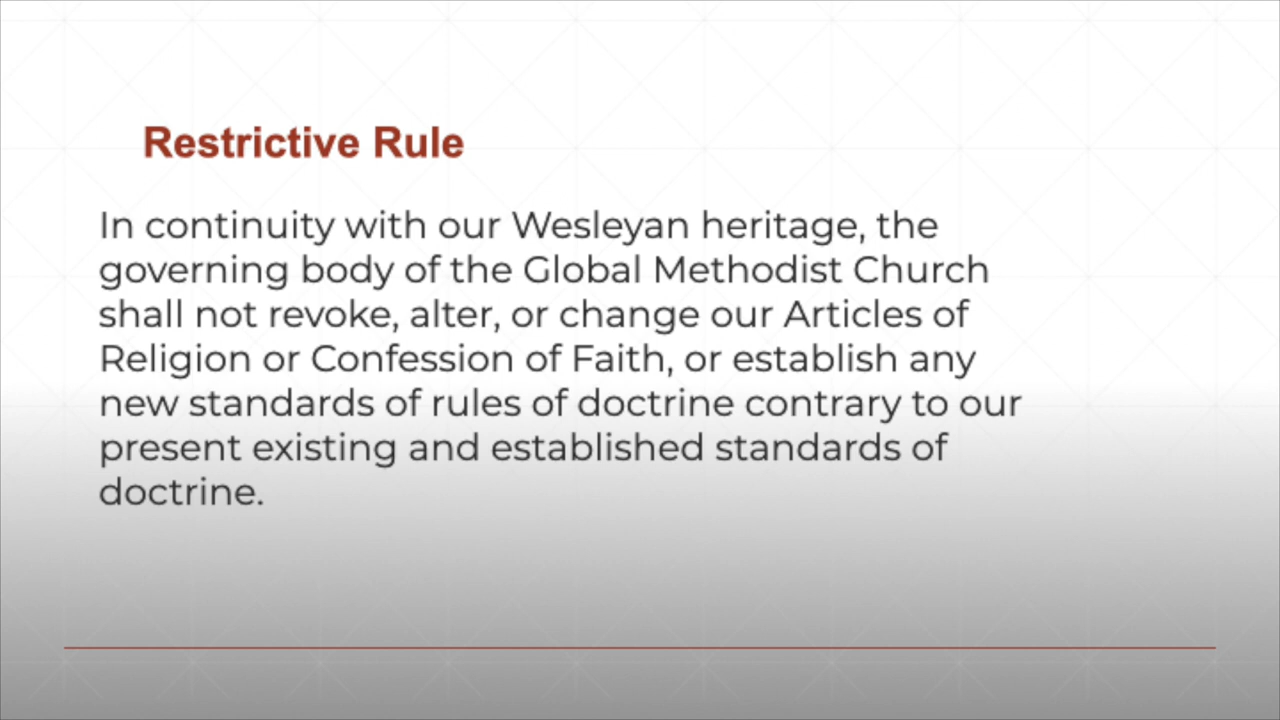 Restrictive Rule
In continuity with our Wesleyan heritage, the
governing body of the Global Methodist Church
shall not revoke, alter, or change our Articles of
Religion or Confession of Faith, or establish any
new standards of rules of doctrine contrary to our
present existing and established standards of
doctrine.